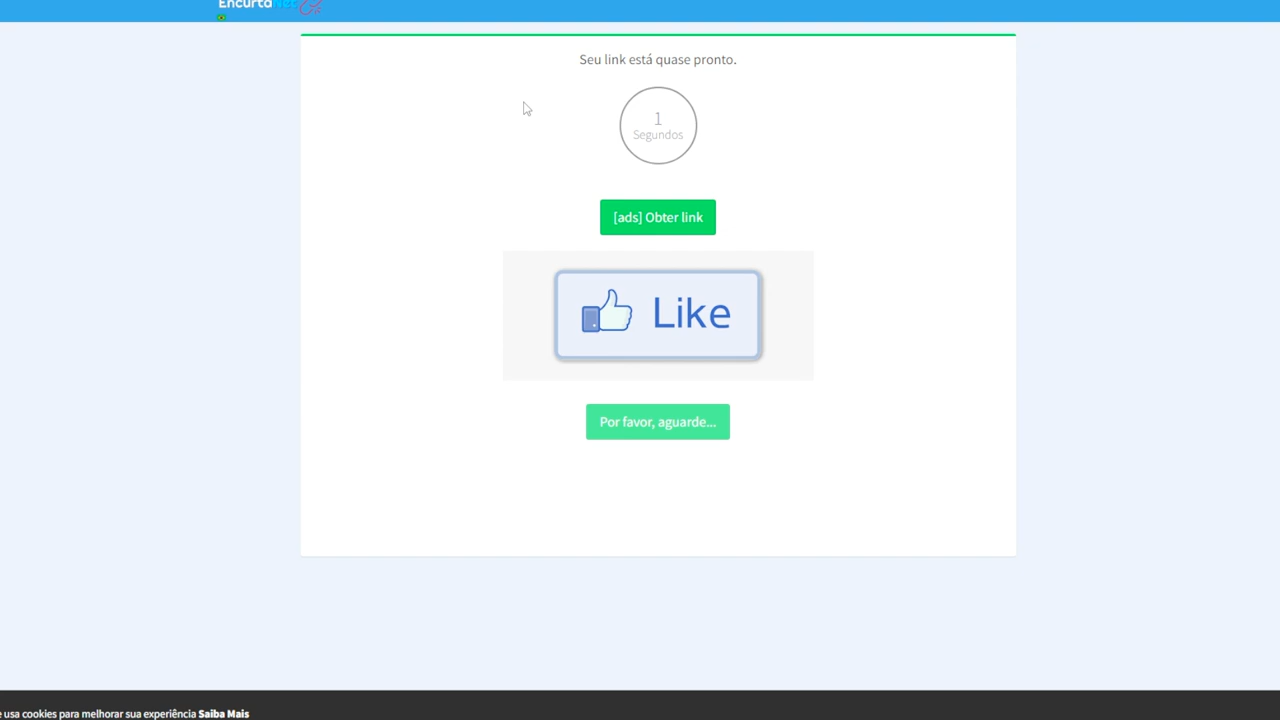 EncurtaNet
Seu link está quase pronto.
1
Segundos
[ads] Obter link
Like
Por favor, aguarde...
e usa cookies para melhorar sua experiência Saiba Mais